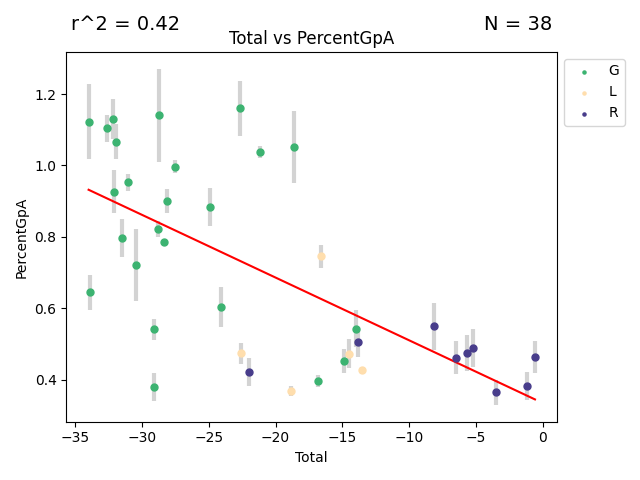 r^2 = 0.42
N = 38
Total vs PercentGpA
G
L
R
PercentGpA
1.2
1.0
0.8
0.6
0.4
−35
−30
−25
−20
−15
−10
−5
0
Total